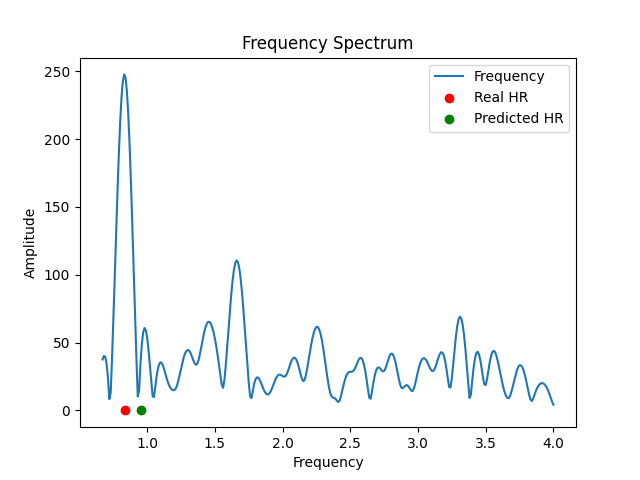 Frequency Spectrum
Frequency
Real HR
Predicted HR
Amplitude
250
200
150
100
50
0
1.0 1.5 2.0 2.5 3.0 3.5 4.0
Frequency